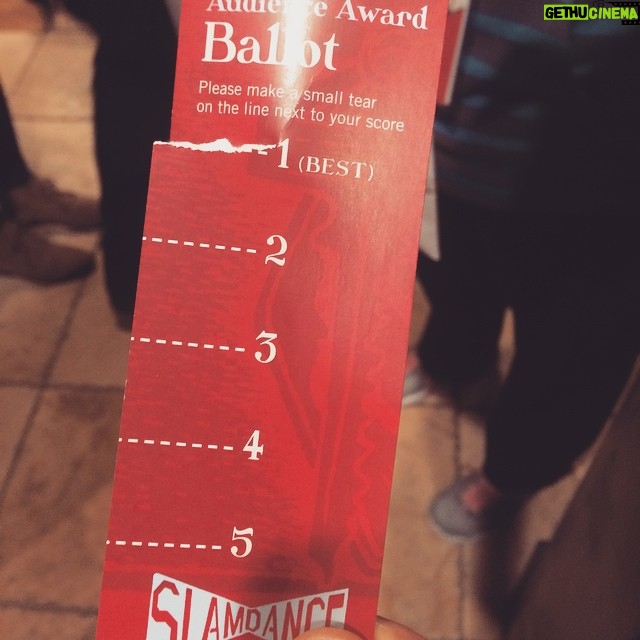 GETHUCINEMA
Audience Award
Ballot
Please make a small tear
on the line next to your score
1 (BEST)
2
3
4
5
SLAMDANCE